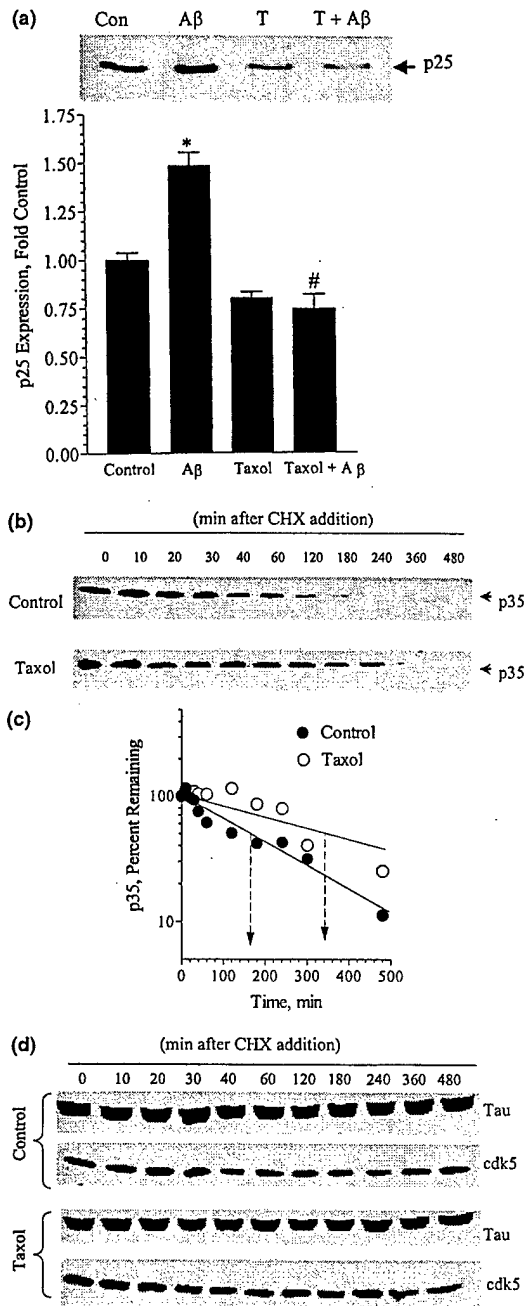 (a)
Con Aβ T T + Aβ
p25
1.75
1.50
1.25
1.00
0.75
0.50
0.25
0.00
p25 Expression, Fold Control
*
#
Control Aβ Taxol Taxol + Aβ
(b)
(min after CHX addition)
0 10 20 30 40 60 120 180 240 360 480
Control p35
Taxol p35
(c)
Control
Taxol
100
10
p35, Percent Remaining
0 100 200 300 400 500
Time, min
(d)
(min after CHX addition)
0 10 20 30 40 60 120 180 240 360 480
Control
Tau
cdk5
Taxol
Tau
cdk5